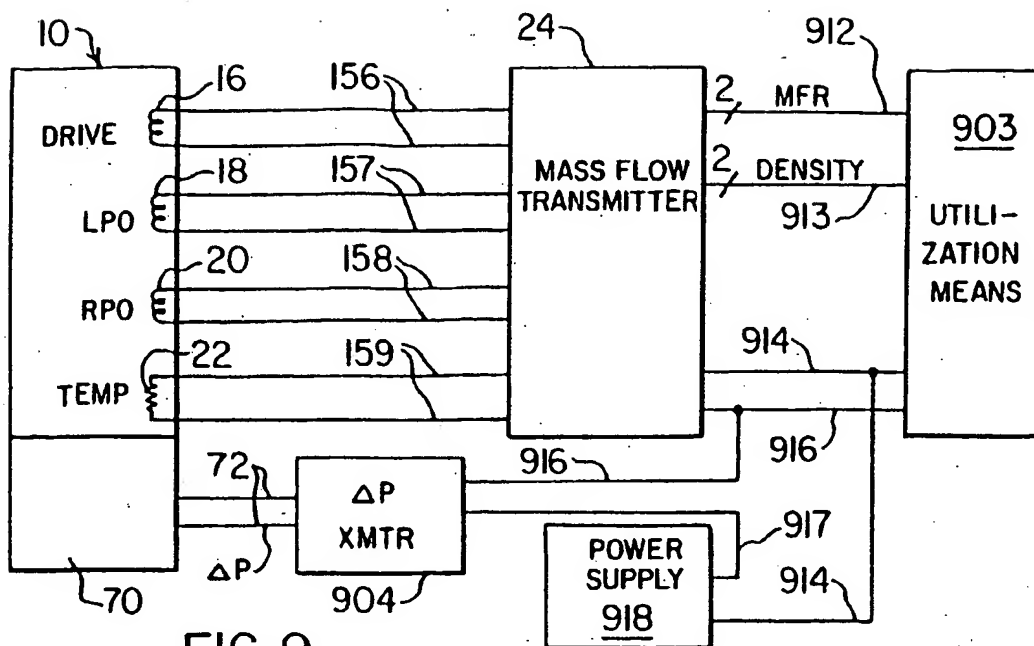 10
24
912
16
156
2
MFR
903
DRIVE
18
157
MASS FLOW
TRANSMITTER
2
DENSITY
913
UTILI-
ZATION
MEANS
LPO
20
158
RPO
22
159
914
TEMP
916
916
72
ΔP
XMTR
917
POWER
SUPPLY
918
914
ΔP
70
904